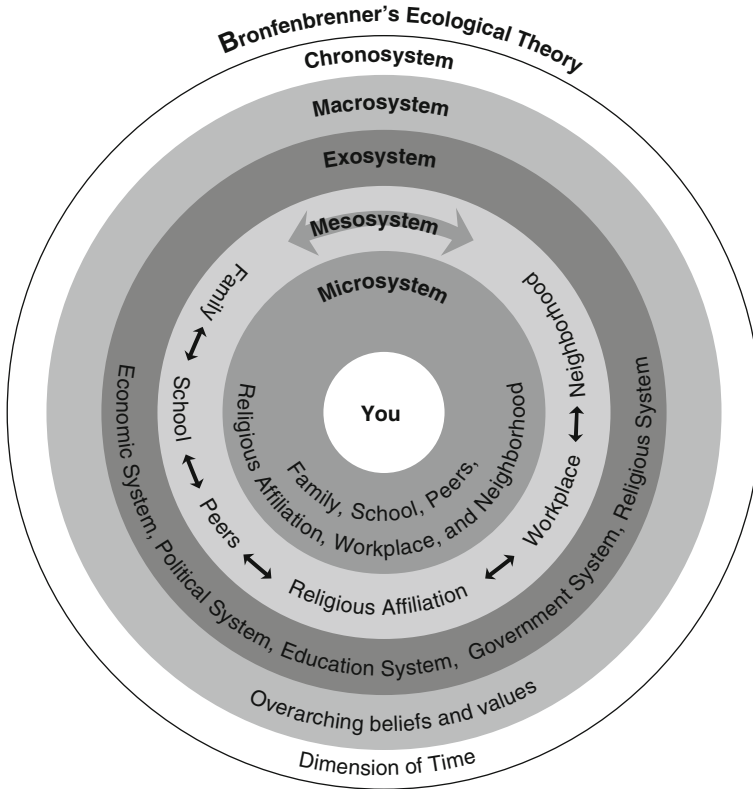 Bronfenbrenner's Ecological Theory
Chronosystem
Macrosystem
Exosystem
Mesosystem
Microsystem
You
Family, School, Peers,
Religious Affiliation, Workplace, and Neighborhood
Family
School
Peers
Religious Affiliation
Workplace
Neighborhood
Economic System, Political System, Education System, Government System, Religious System
Overarching beliefs and values
Dimension of Time